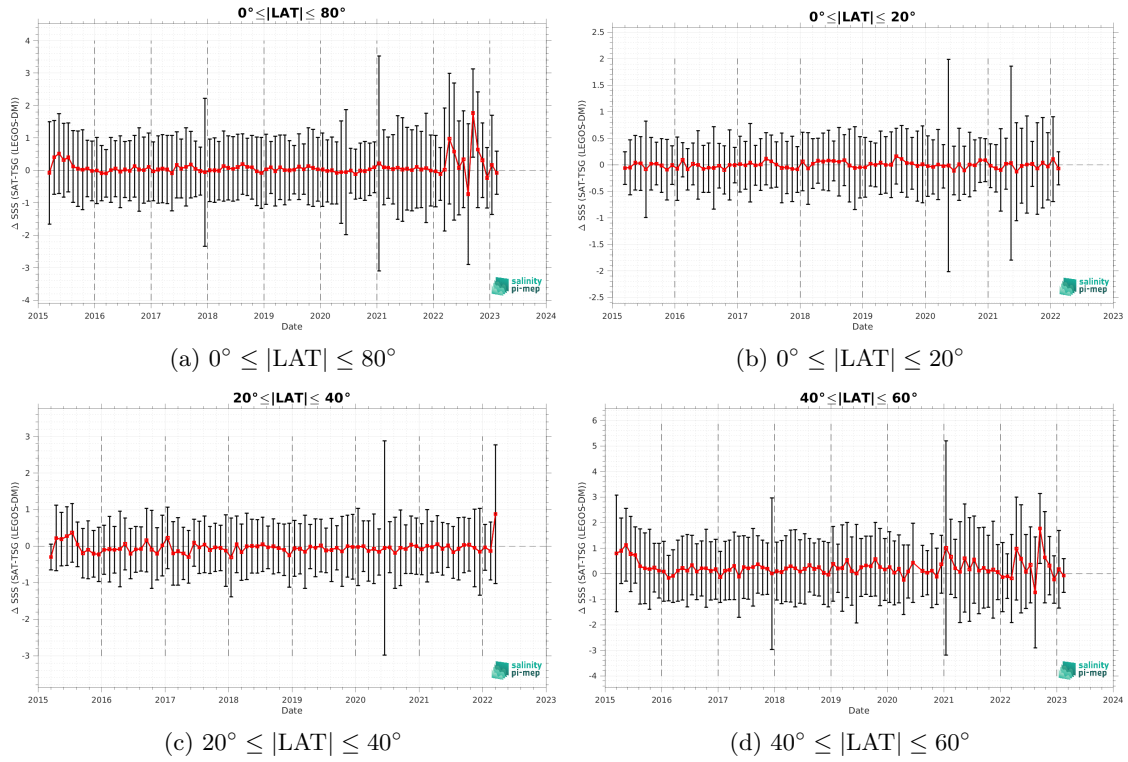 0°≤|LAT|≤ 80°
Δ SSS (SAT-TSG (LEGOS-DM))
4
3
2
1
0
-1
-2
-3
-4
2015 2016 2017 2018 2019 2020 2021 2022 2023 2024
Date
salinity
pi-mep
(a) 0° ≤ |LAT| ≤ 80°
0°≤|LAT|≤ 20°
Δ SSS (SAT-TSG (LEGOS-DM))
2.5
2
1.5
1
0.5
0
-0.5
-1
-1.5
-2
-2.5
2015 2016 2017 2018 2019 2020 2021 2022 2023
Date
salinity
pi-mep
(b) 0° ≤ |LAT| ≤ 20°
20°≤|LAT|≤ 40°
Δ SSS (SAT-TSG (LEGOS-DM))
3
2
1
0
-1
-2
-3
2015 2016 2017 2018 2019 2020 2021 2022 2023
Date
salinity
pi-mep
(c) 20° ≤ |LAT| ≤ 40°
40°≤|LAT|≤ 60°
Δ SSS (SAT-TSG (LEGOS-DM))
6
5
4
3
2
1
0
-1
-2
-3
-4
2015 2016 2017 2018 2019 2020 2021 2022 2023 2024
Date
salinity
pi-mep
(d) 40° ≤ |LAT| ≤ 60°